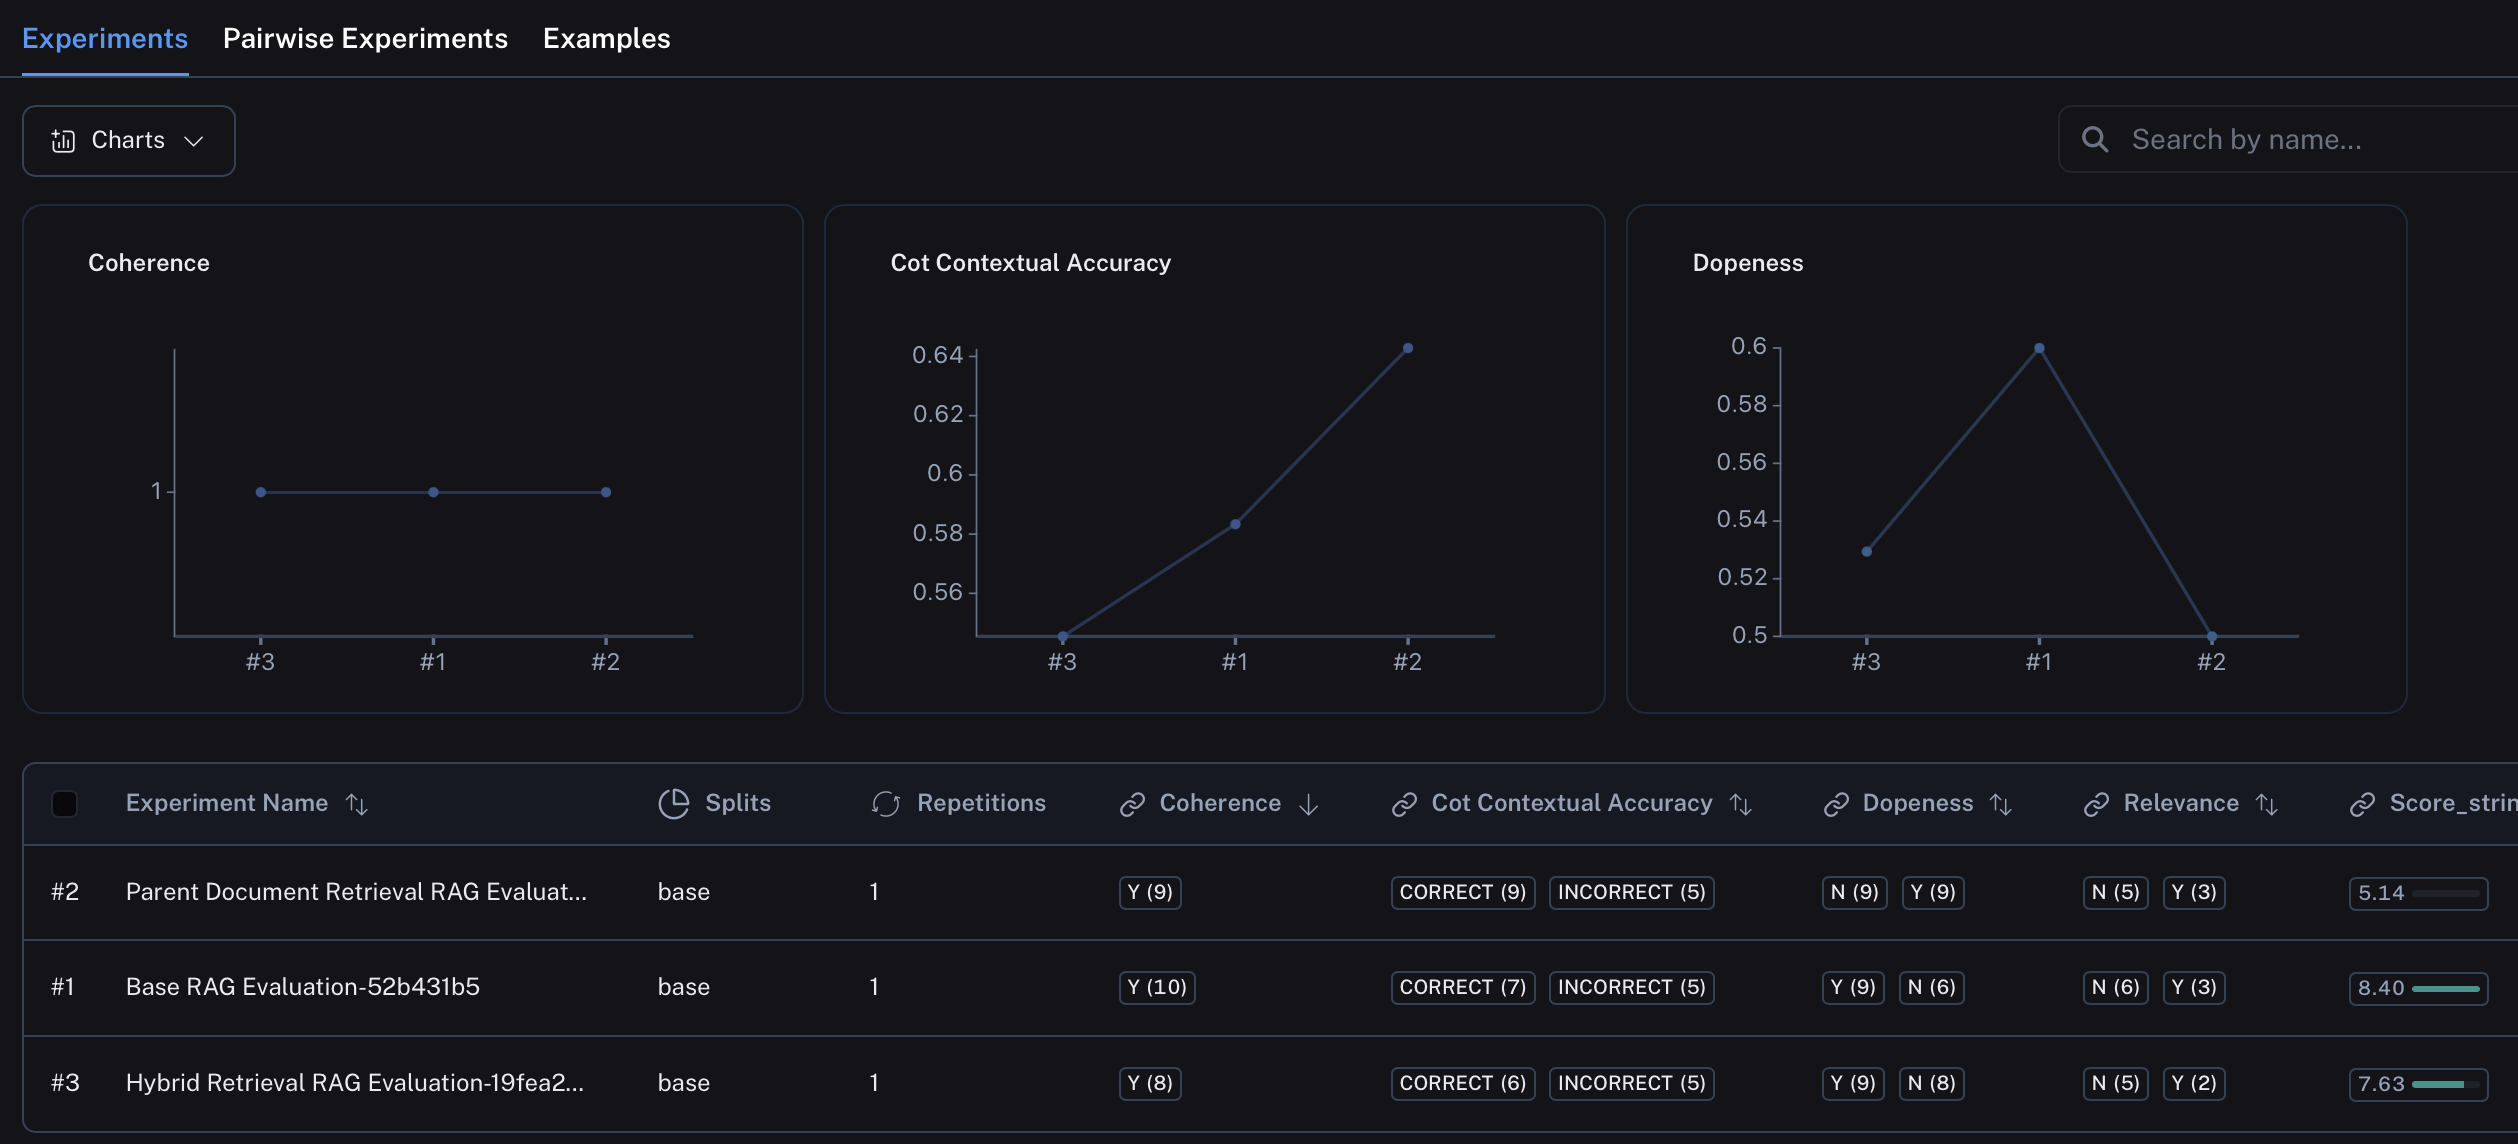 Experiments Pairwise Experiments Examples
Charts
Search by name...
Coherence
1
#3 #1 #2
Cot Contextual Accuracy
0.64
0.62
0.6
0.58
0.56
#3 #1 #2
Dopeness
0.6
0.58
0.56
0.54
0.52
0.5
#3 #1 #2
Experiment Name Splits Repetitions Coherence Cot Contextual Accuracy Dopeness Relevance Score_strin
#2 Parent Document Retrieval RAG Evaluat... base 1 Y (9) CORRECT (9) INCORRECT (5) N (9) Y (9) N (5) Y (3) 5.14
#1 Base RAG Evaluation-52b431b5 base 1 Y (10) CORRECT (7) INCORRECT (5) Y (9) N (6) N (6) Y (3) 8.40
#3 Hybrid Retrieval RAG Evaluation-19fea2... base 1 Y (8) CORRECT (6) INCORRECT (5) Y (9) N (8) N (5) Y (2) 7.63